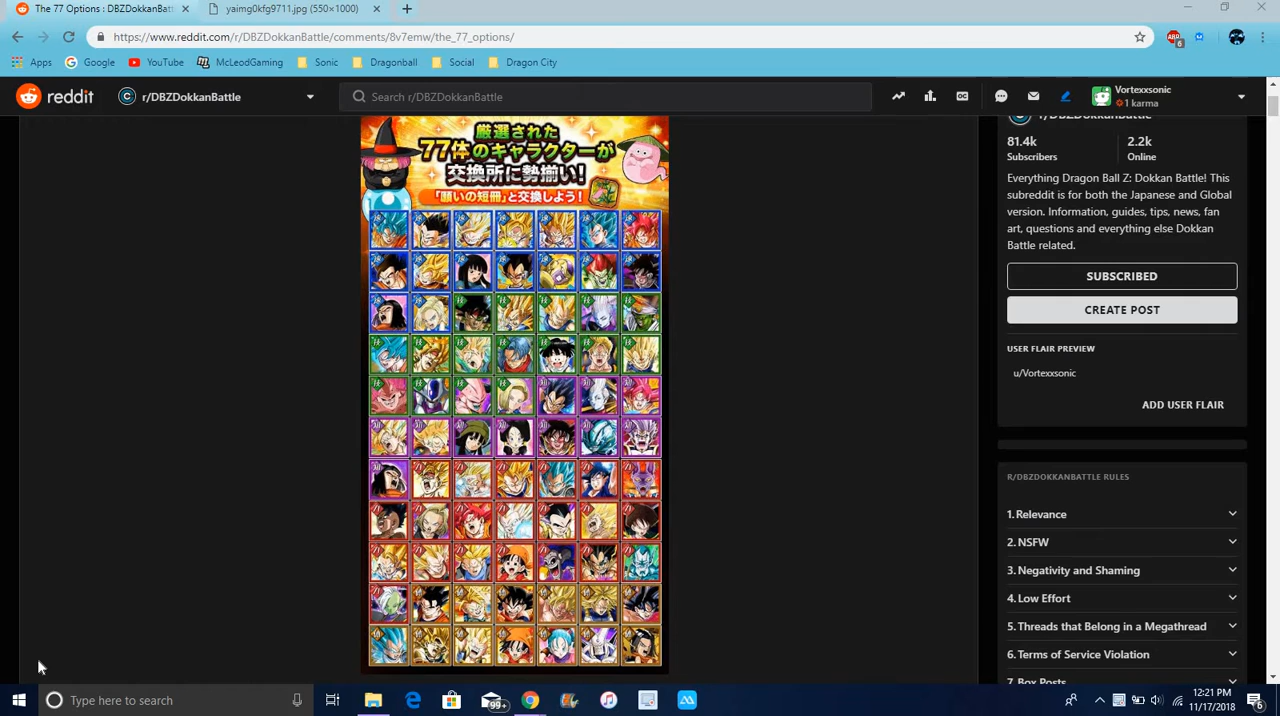 The 77 Options : DBZDokkanBatt
yaimg0kfg9711.jpg (550×1000)
https://www.reddit.com/r/DBZDokkanBattle/comments/8v7emw/the_77_options/
6
Apps
Google
YouTube
McLeodGaming
Sonic
Dragonball
Social
Dragon City
reddit
r/DBZDokkanBattle
Search r/DBZDokkanBattle
Vortexxsonic
1 karma
厳選された
77体のキャラクターが
交換所に勢揃い!
「願いの短冊」と交換しよう!
r/DBZDokkanBattle
81.4k
2.2k
Subscribers
Online
Everything Dragon Ball Z: Dokkan Battle! This
subreddit is for both the Japanese and Global
version. Information, guides, tips, news, fan
art, questions and everything else Dokkan
Battle related.
SUBSCRIBED
CREATE POST
USER FLAIR PREVIEW
u/Vortexxsonic
ADD USER FLAIR
R/DBZDOKKANBATTLE RULES
1. Relevance
2. NSFW
3. Negativity and Shaming
4. Low Effort
5. Threads that Belong in a Megathread
6. Terms of Service Violation
7. Box Posts
Type here to search
99+
12:21 PM
11/17/2018
6